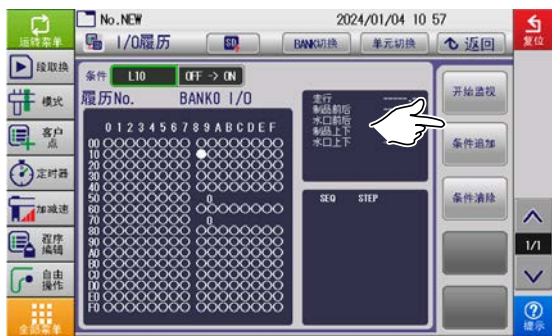 No.NEW 2024/01/04 10 57
运转菜单 I/O履历 SD BANK切换 单元切换 返回 复位
段取换
模式
客户点
定时器
加减速
程序编辑
自由操作
全部菜单
条件 L10 OFF -> ON
履历No. BANK0 I/O
0 1 2 3 4 5 6 7 8 9 A B C D E F
00
10
20
30
40
50 0
60
70 0
80
90
A0
B0
C0
D0
E0
F0
走行
制品前后
水口前后
制品上下
水口上下
SEQ STEP
开始监视
条件追加
条件清除
1/1
提示